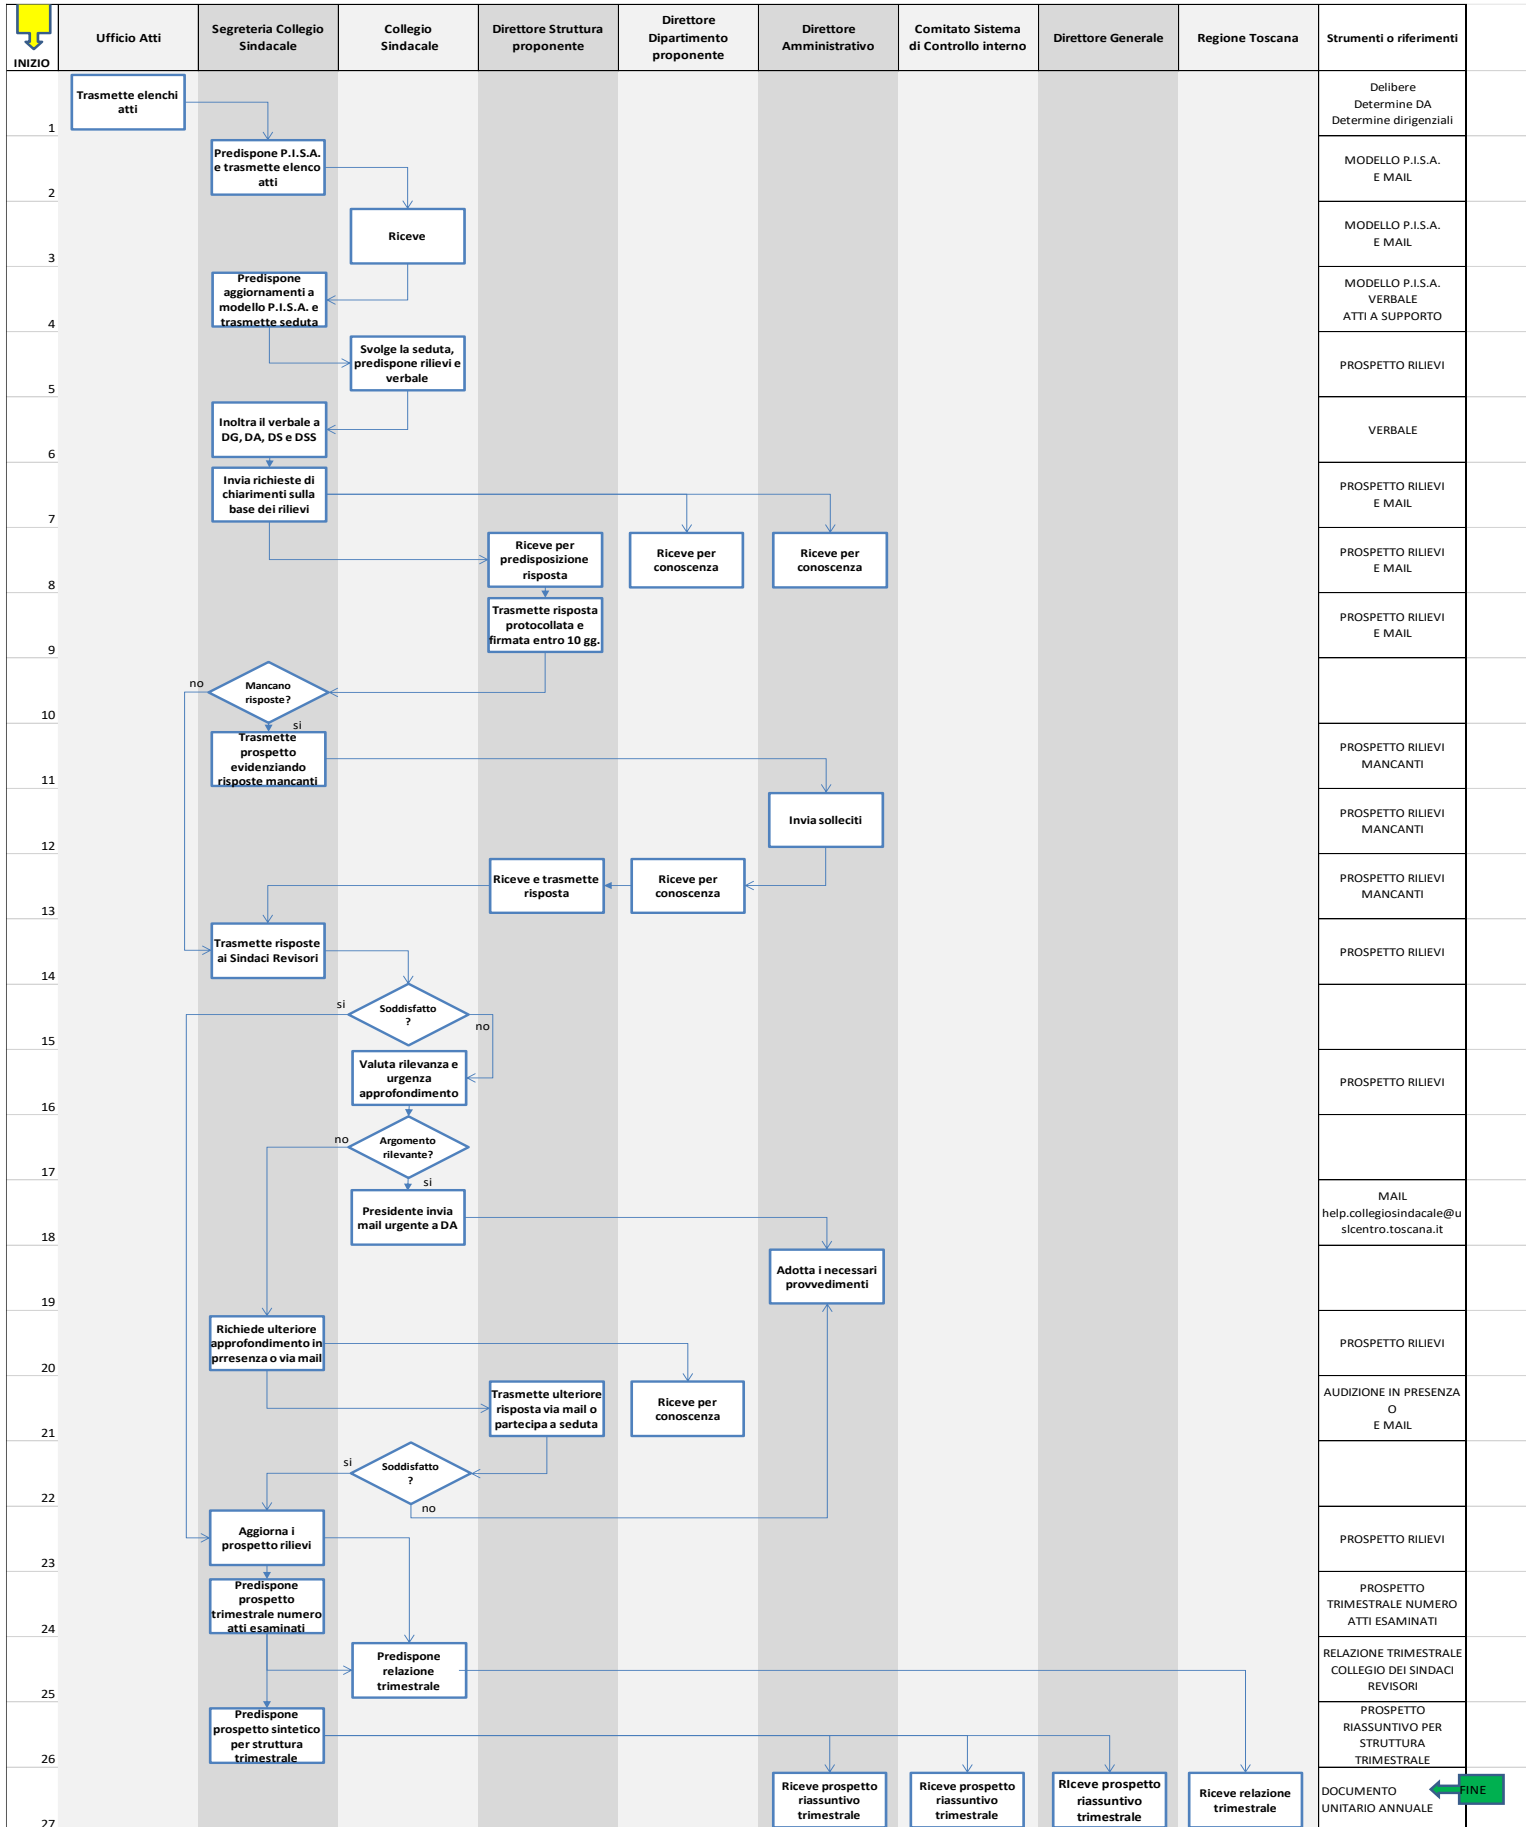 INIZIO
Ufficio Atti
Segreteria Collegio
Sindacale
Collegio
Sindacale
Direttore Struttura
proponente
Direttore
Dipartimento
proponente
Direttore
Amministrativo
Comitato Sistema
di Controllo interno
Direttore Generale
Regione Toscana
Strumenti o riferimenti
Trasmette elenchi
atti
Delibere
Determine DA
Determine dirigenziali
1
Predispone P.I.S.A.
e trasmette elenco
atti
MODELLO P.I.S.A.
E MAIL
2
Riceve
MODELLO P.I.S.A.
E MAIL
3
Predispone
aggiornamenti a
modello P.I.S.A. e
trasmette seduta
MODELLO P.I.S.A.
VERBALE
ATTI A SUPPORTO
4
Svolge la seduta,
predispone rilievi e
verbale
PROSPETTO RILIEVI
5
Inoltra il verbale a
DG, DA, DS e DSS
VERBALE
6
Invia richieste di
chiarimenti sulla
base dei rilievi
PROSPETTO RILIEVI
E MAIL
7
Riceve per
predisposizione
risposta
Riceve per
conoscenza
Riceve per
conoscenza
PROSPETTO RILIEVI
E MAIL
8
Trasmette risposta
protocollata e
firmata entro 10 gg.
PROSPETTO RILIEVI
E MAIL
9
no
Mancano
risposte?
10
si
Trasmette
prospetto
evidenziando
risposte mancanti
PROSPETTO RILIEVI
MANCANTI
11
Invia solleciti
PROSPETTO RILIEVI
MANCANTI
12
Riceve e trasmette
risposta
Riceve per
conoscenza
PROSPETTO RILIEVI
MANCANTI
13
Trasmette risposte
ai Sindaci Revisori
PROSPETTO RILIEVI
14
si
Soddisfatto
?
no
15
Valuta rilevanza e
urgenza
approfondimento
PROSPETTO RILIEVI
16
no
Argomento
rilevante?
17
si
Presidente invia
mail urgente a DA
MAIL
help.collegiosindacale@u
slcentro.toscana.it
18
Adotta i necessari
provvedimenti
19
Richiede ulteriore
approfondimento in
prresenza o via mail
PROSPETTO RILIEVI
20
Trasmette ulteriore
risposta via mail o
partecipa a seduta
Riceve per
conoscenza
AUDIZIONE IN PRESENZA
O
E MAIL
21
si
Soddisfatto
?
22
no
Aggiorna i
prospetto rilievi
PROSPETTO RILIEVI
23
Predispone
prospetto
trimestrale numero
atti esaminati
PROSPETTO
TRIMESTRALE NUMERO
ATTI ESAMINATI
24
Predispone
relazione
trimestrale
RELAZIONE TRIMESTRALE
COLLEGIO DEI SINDACI
REVISORI
25
Predispone
prospetto sintetico
per struttura
trimestrale
PROSPETTO
RIASSUNTIVO PER
STRUTTURA
TRIMESTRALE
26
Riceve prospetto
riassuntivo
trimestrale
Riceve prospetto
riassuntivo
trimestrale
RIceve prospetto
riassuntivo
trimestrale
Riceve relazione
trimestrale
DOCUMENTO
UNITARIO ANNUALE
FINE
27